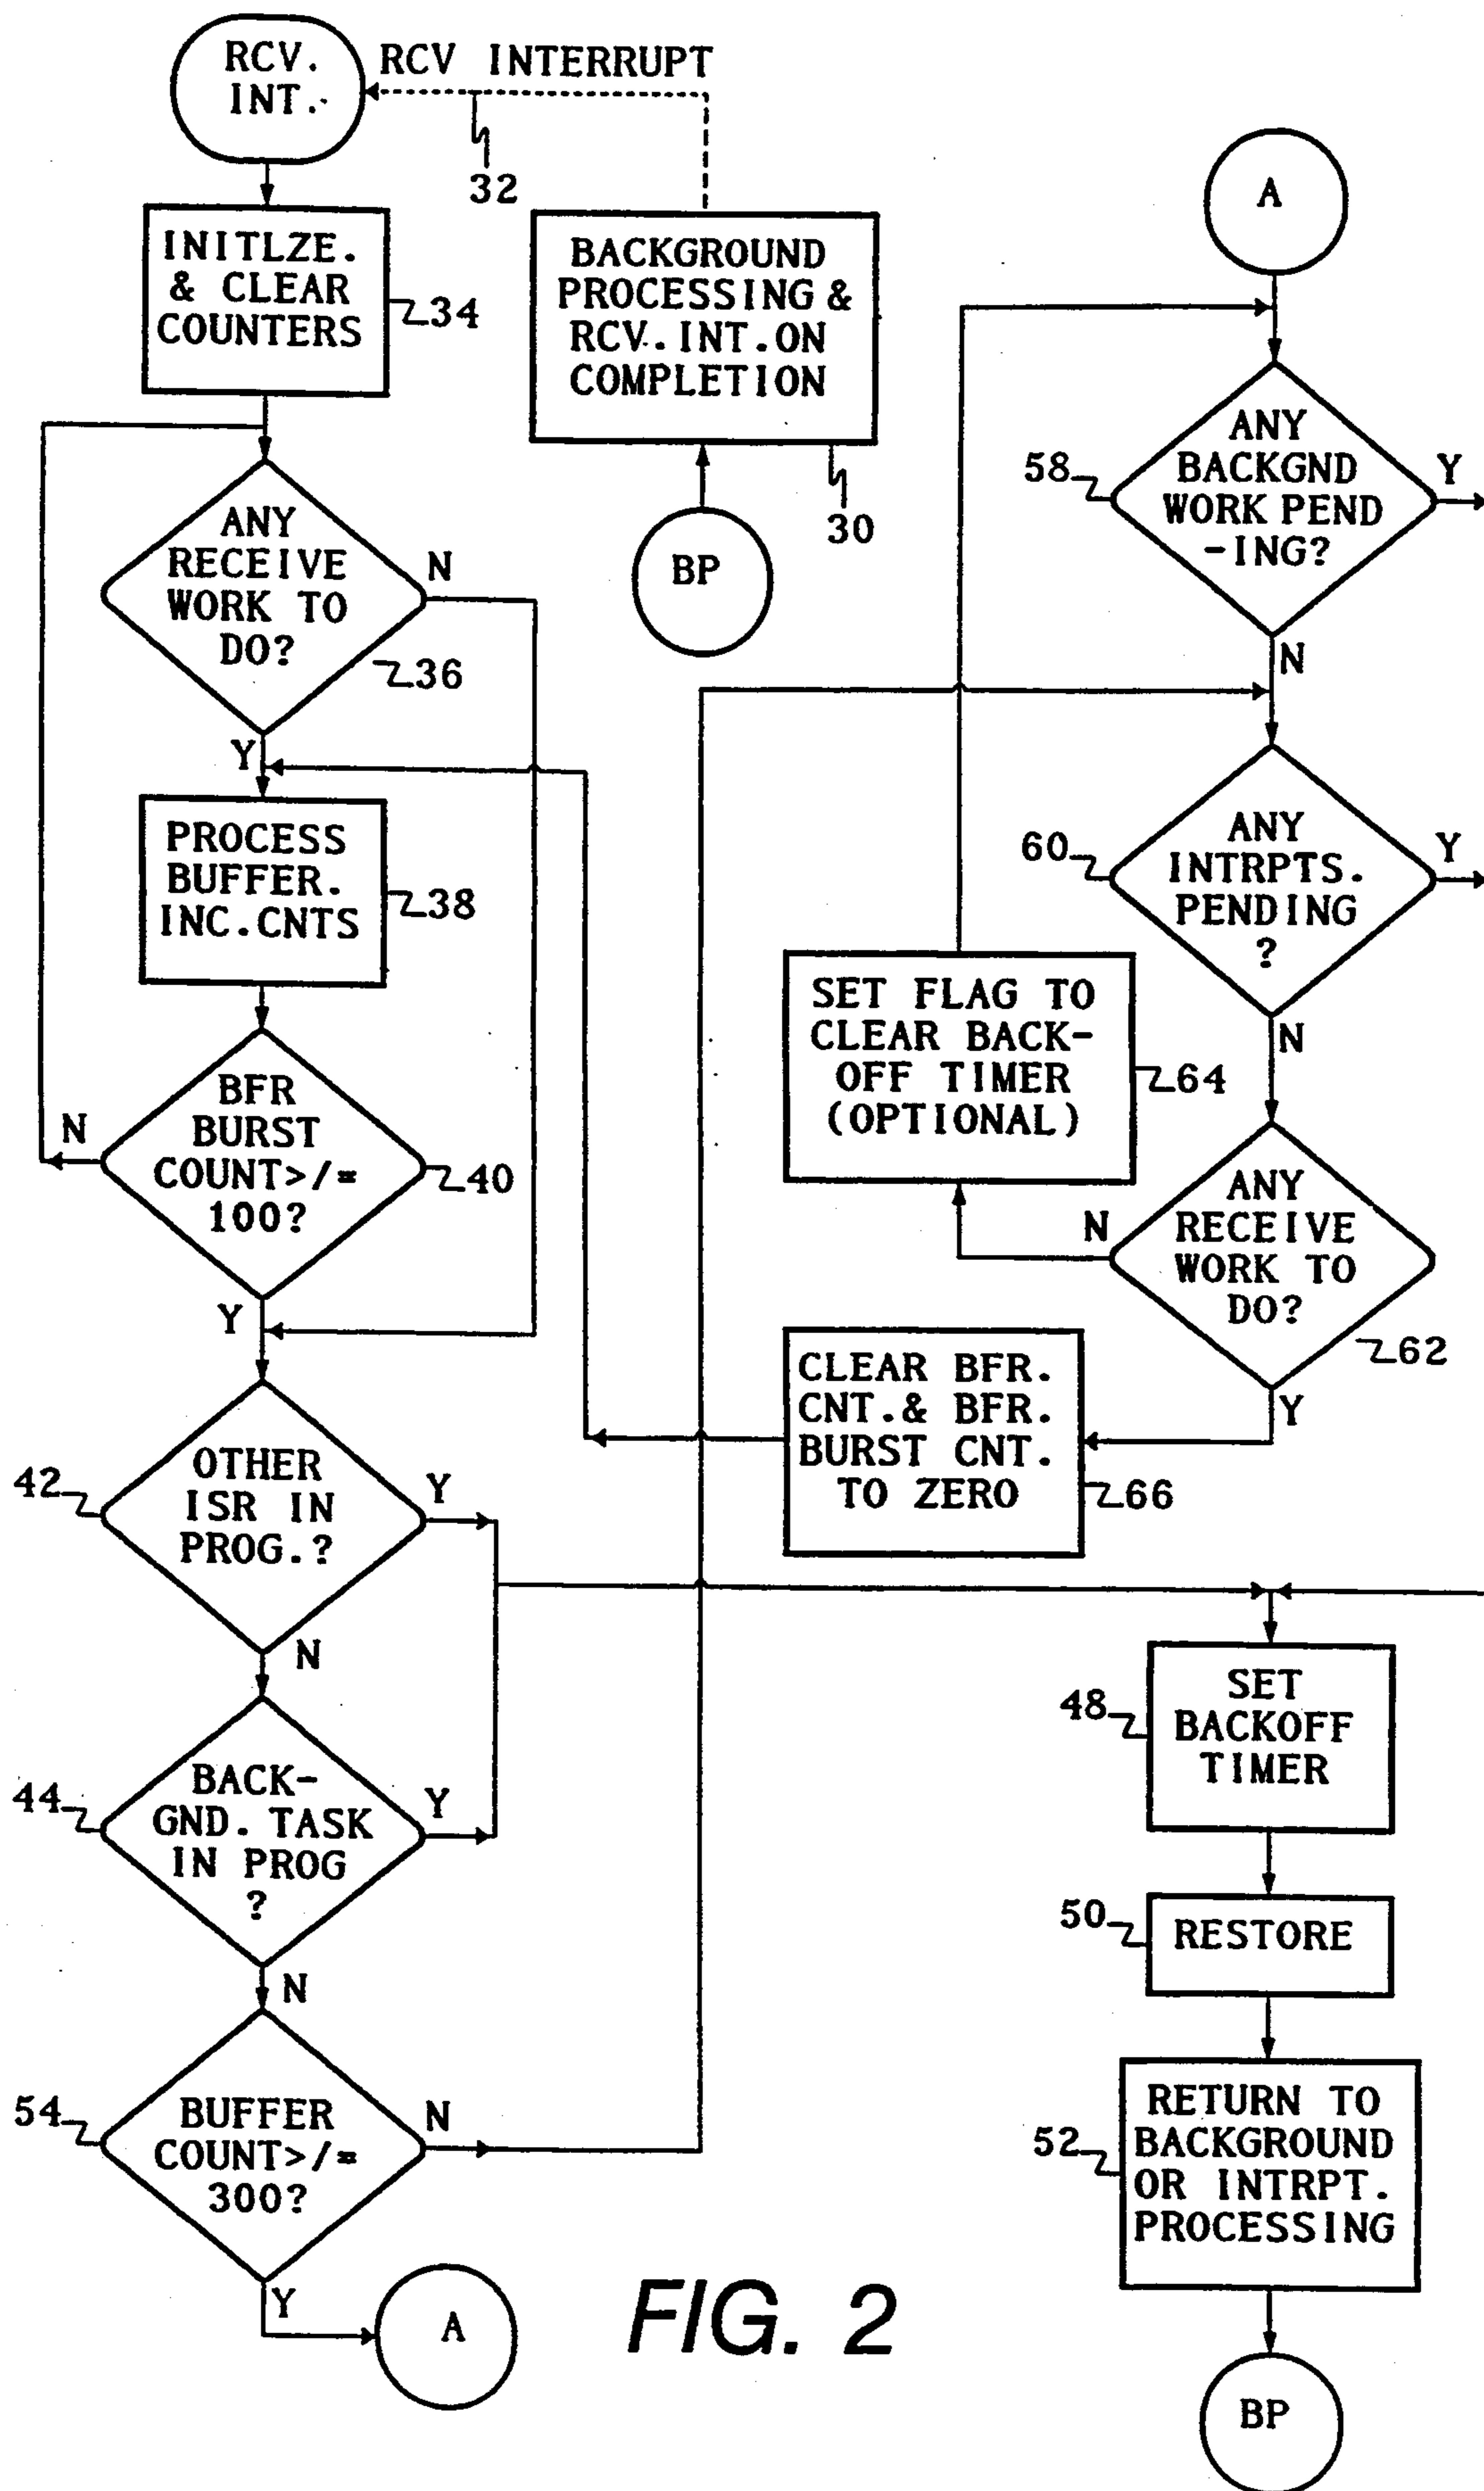 RCV.
INT.
RCV INTERRUPT
32
INITLZE.
& CLEAR
COUNTERS
34
BACKGROUND
PROCESSING &
RCV. INT. ON
COMPLETION
30
BP
ANY
RECEIVE
WORK TO
DO?
N
36
Y
PROCESS
BUFFER.
INC.CNTS
38
BFR
BURST
COUNT>/=
100?
N
40
Y
42
OTHER
ISR IN
PROG.?
Y
N
44
BACK-
GND. TASK
IN PROG
?
Y
N
54
BUFFER
COUNT>/=
300?
N
Y
A
A
58
ANY
BACKGND
WORK PEND
-ING?
Y
N
60
ANY
INTRPTS.
PENDING
?
Y
N
SET FLAG TO
CLEAR BACK-
OFF TIMER
(OPTIONAL)
64
ANY
RECEIVE
WORK TO
DO?
N
62
Y
CLEAR BFR.
CNT.& BFR.
BURST CNT.
TO ZERO
66
48
SET
BACKOFF
TIMER
50
RESTORE
52
RETURN TO
BACKGROUND
OR INTRPT.
PROCESSING
BP
FIG. 2